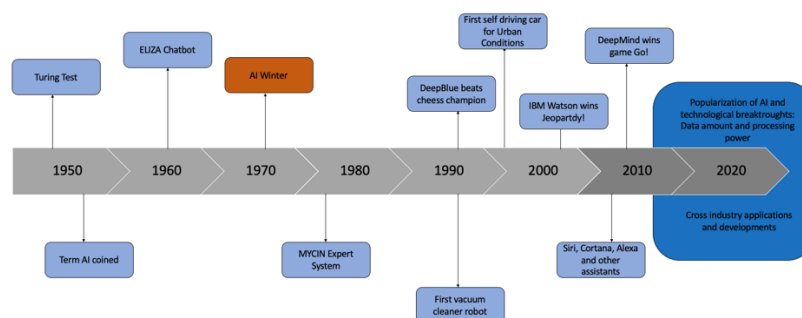 First self driving car
for Urban
Conditions
DeepMind wins
game Go!
ELIZA Chatbot
Turing Test
AI Winter
DeepBlue beats
cheess champion
IBM Watson wins
Jeopartdy!
Popularization of AI and
technological breaktroughts:
Data amount and processing
power
1950
1960
1970
1980
1990
2000
2010
2020
Cross industry applications
and developments
Term AI coined
MYCIN Expert
System
Siri, Cortana, Alexa
and other
assistants
First vacuum
cleaner robot